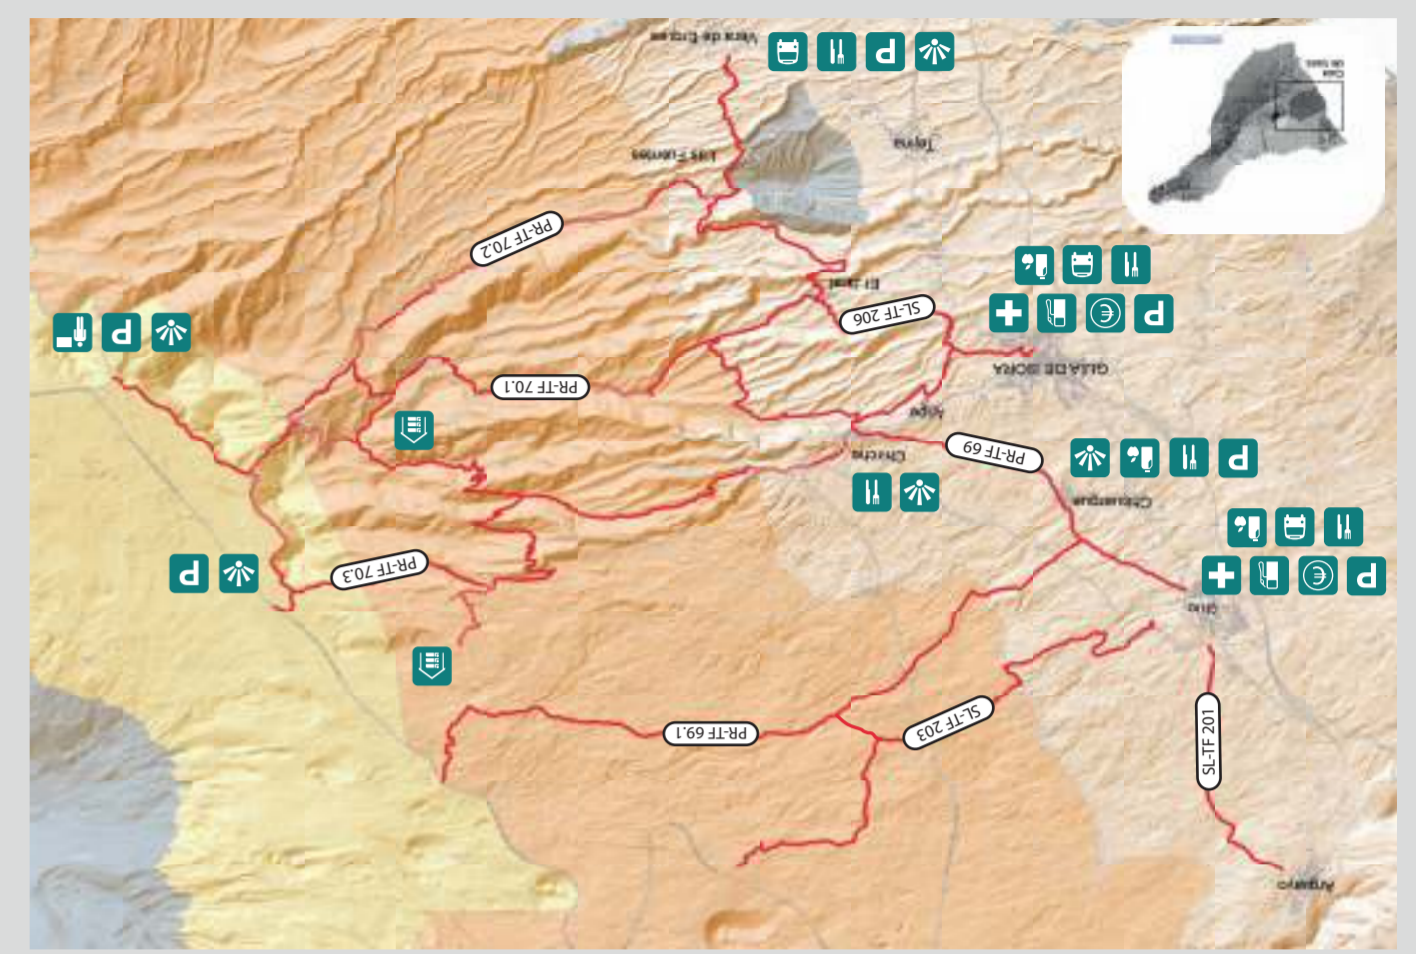 Vera de Erques
Tejina
Las Fuentes
PR-TF 70.2
El Jaral
SL-TF 206
GUÍA DE ISORA
PR-TF 70.1
Aripe
PR-TF 69
Chirche
Chiguergue
PR-TF 70.3
Chío
PR-TF 69.1
SL-TF 203
SL-TF 201
Arguayo
P
P
P
P
P
P